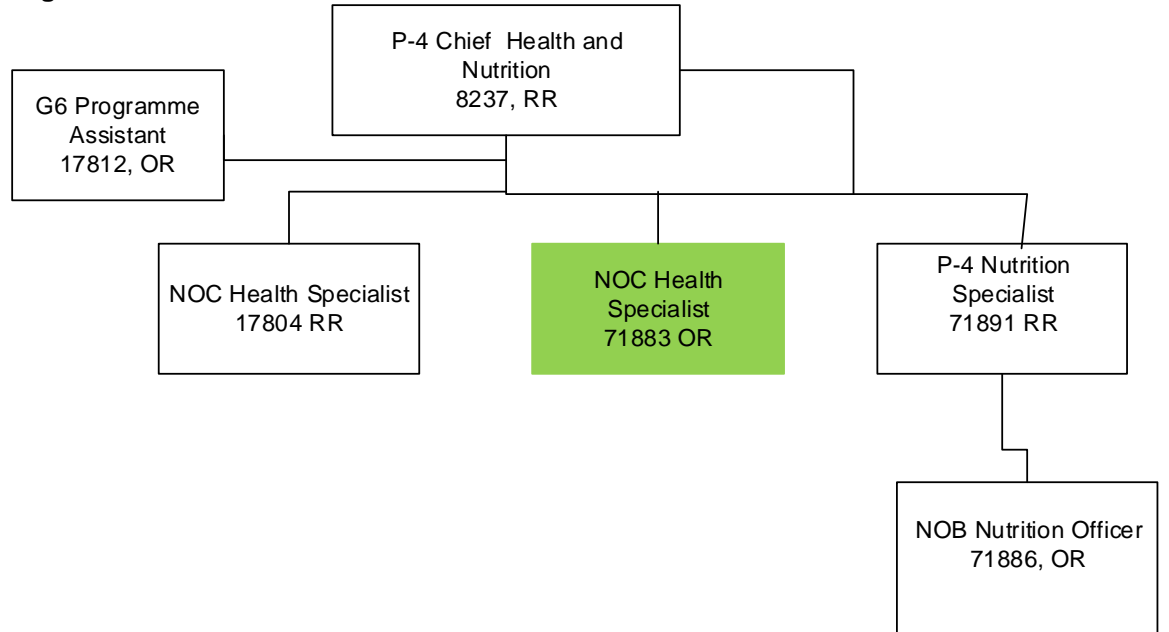 P-4 Chief Health and
Nutrition
8237, RR
G6 Programme
Assistant
17812, OR
NOC Health Specialist
17804 RR
NOC Health
Specialist
71883 OR
P-4 Nutrition
Specialist
71891 RR
NOB Nutrition Officer
71886, OR